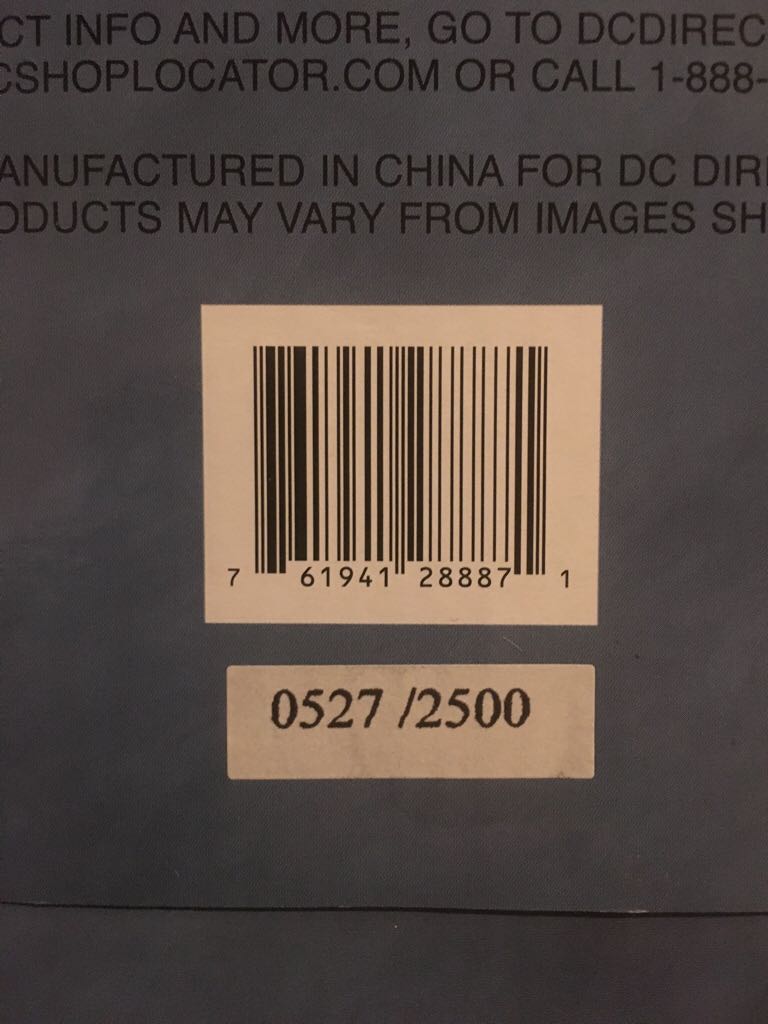 CT INFO AND MORE, GO TO DCDIREC
CSHOPLOCATOR.COM OR CALL 1-888-
ANUFACTURED IN CHINA FOR DC DIR
ODUCTS MAY VARY FROM IMAGES SH
7 61941 28887 1
0527 /2500